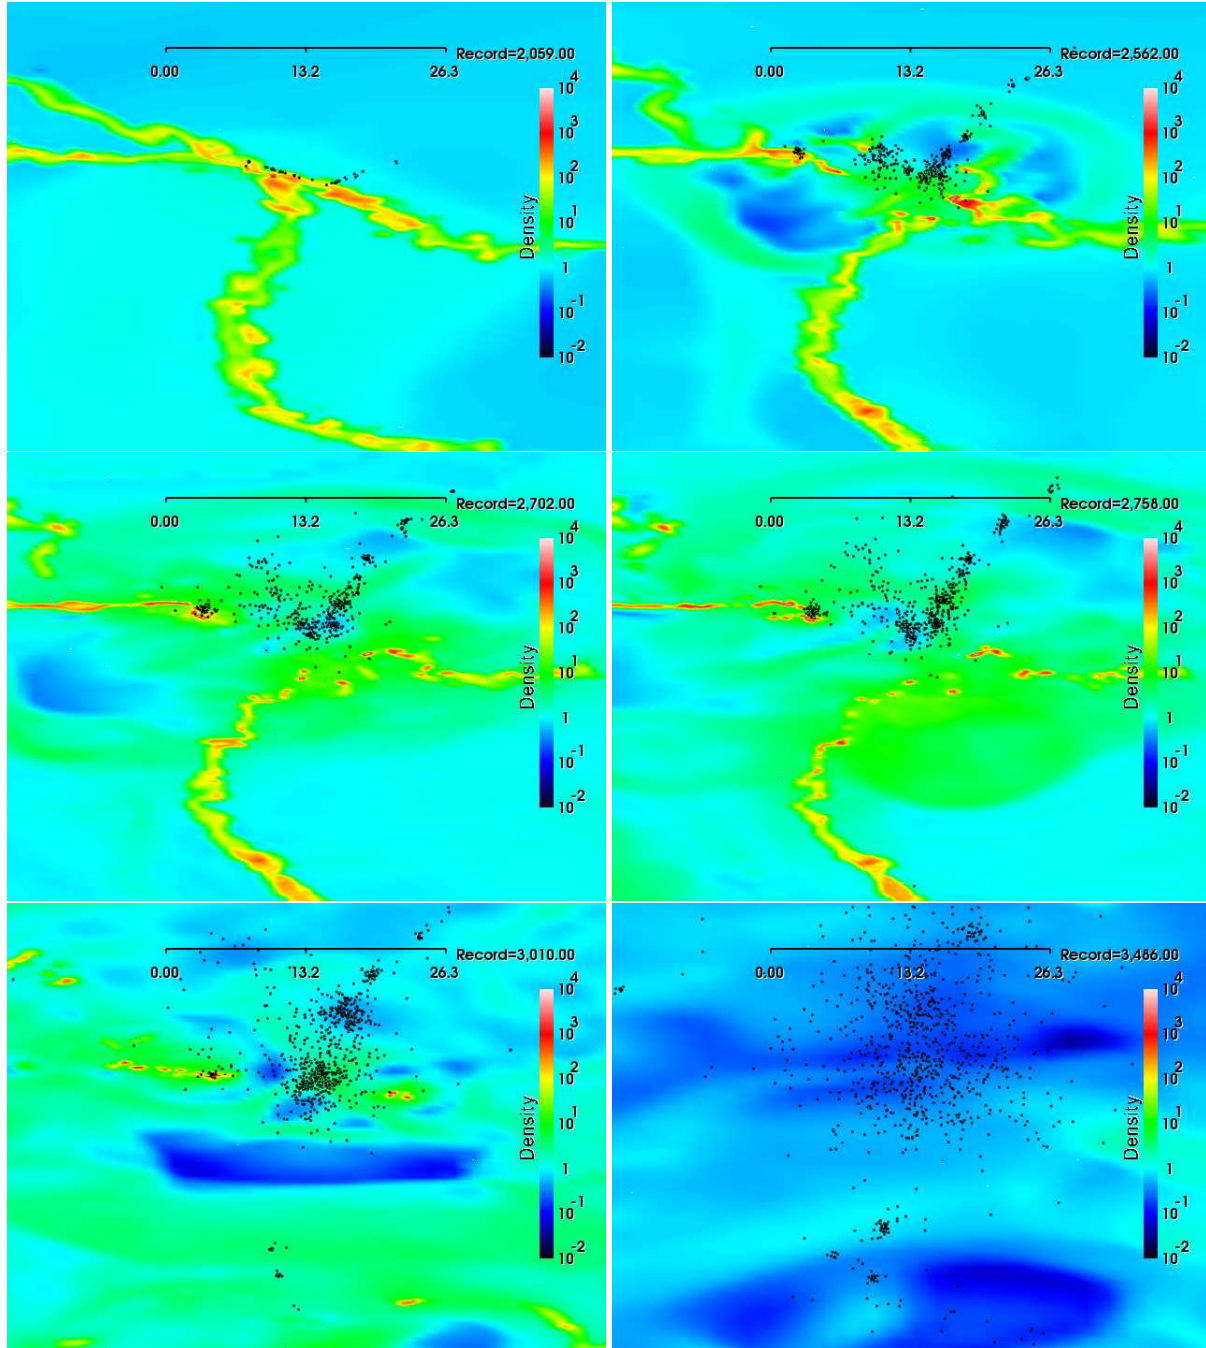 Record=2,059.00
0.00 13.2 26.3
Density
10^4
10^3
10^2
10^1
1
10^-1
10^-2
Record=2,562.00
0.00 13.2 26.3
Density
10^4
10^3
10^2
10^1
1
10^-1
10^-2
Record=2,702.00
0.00 13.2 26.3
Density
10^4
10^3
10^2
10^1
1
10^-1
10^-2
Record=2,758.00
0.00 13.2 26.3
Density
10^4
10^3
10^2
10^1
1
10^-1
10^-2
Record=3,010.00
0.00 13.2 26.3
Density
10^4
10^3
10^2
10^1
1
10^-1
10^-2
Record=3,486.00
0.00 13.2 26.3
Density
10^4
10^3
10^2
10^1
1
10^-1
10^-2